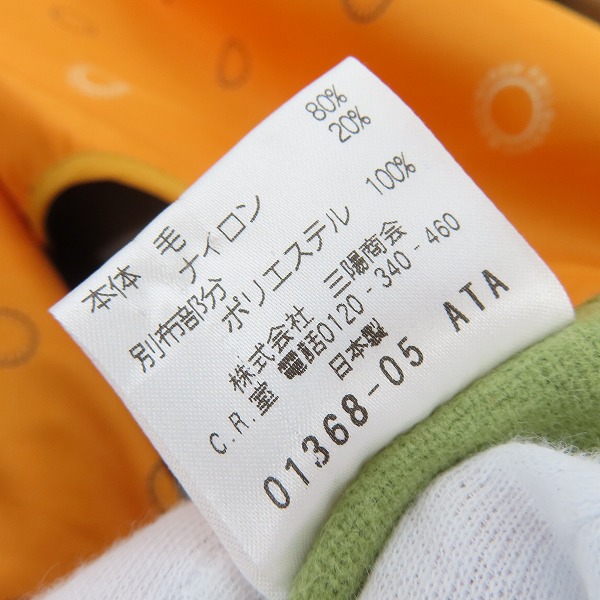 本体 毛 80%
ナイロン 20%
別布部分
ポリエステル 100%
株式会社 三陽商会
C.R.室 電話0120-340-460
日本製
01368-05 ATA